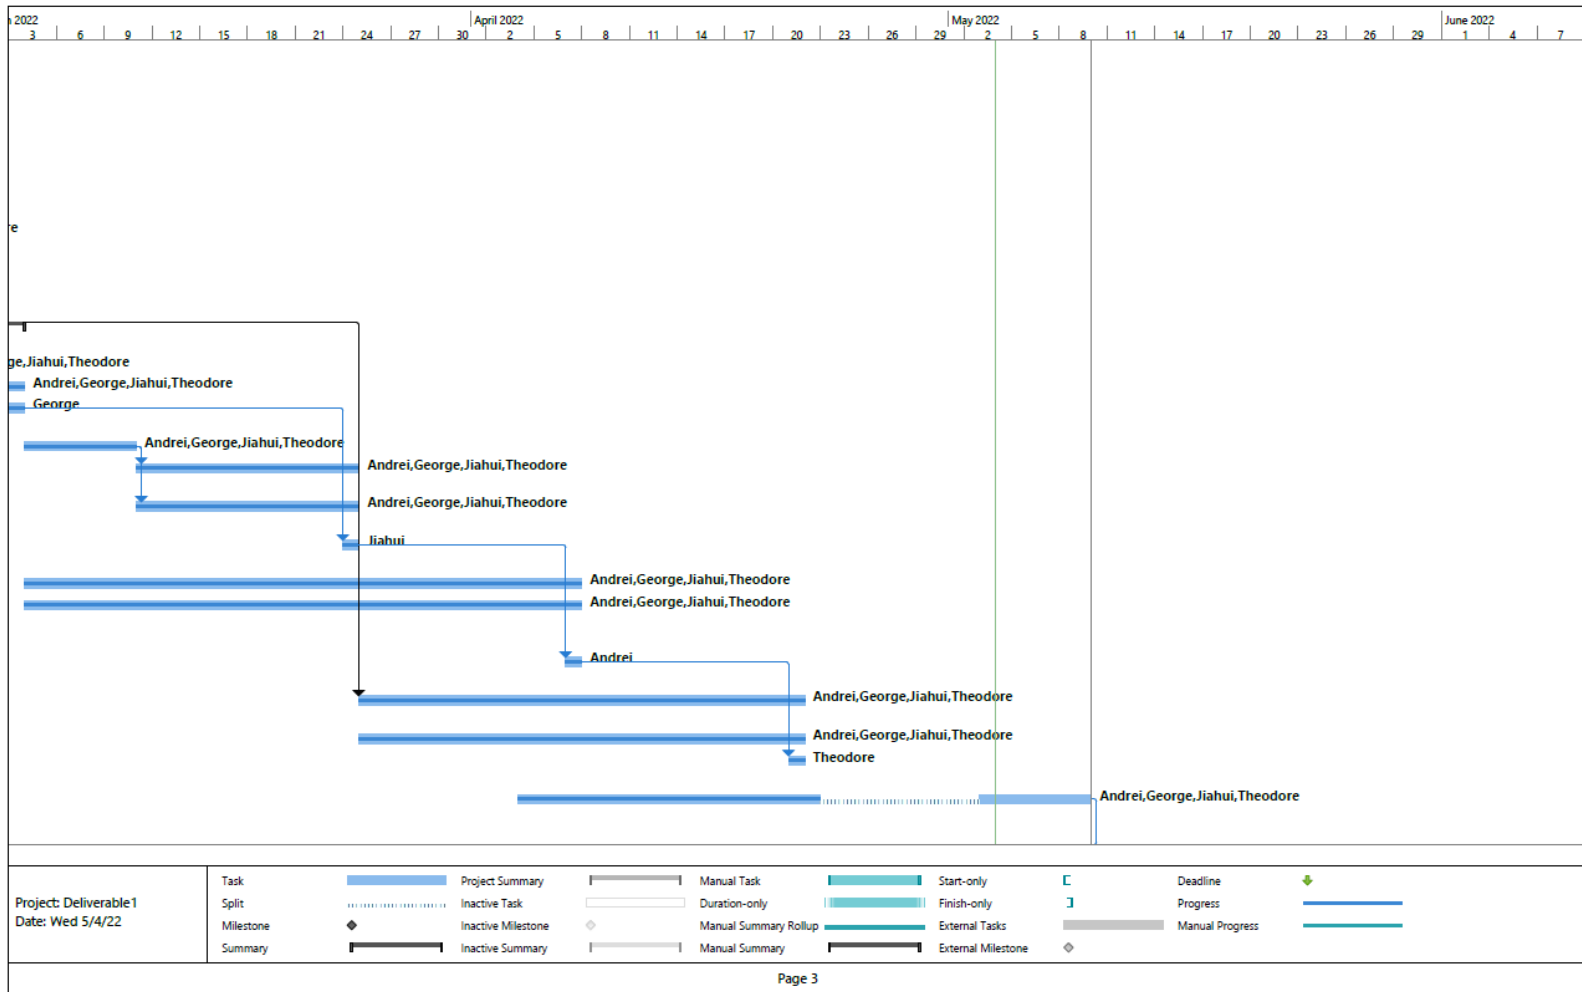 2022 April 2022 May 2022 June 2022
3 6 9 12 15 18 21 24 27 30 2 5 8 11 14 17 20 23 26 29 2 5 8 11 14 17 20 23 26 29 1 4 7
re
ge,Jiahui,Theodore
Andrei,George,Jiahui,Theodore
George
Andrei,George,Jiahui,Theodore
Andrei,George,Jiahui,Theodore
Andrei,George,Jiahui,Theodore
Jiahui
Andrei,George,Jiahui,Theodore
Andrei,George,Jiahui,Theodore
Andrei
Andrei,George,Jiahui,Theodore
Andrei,George,Jiahui,Theodore
Theodore
Andrei,George,Jiahui,Theodore
Project: Deliverable1
Date: Wed 5/4/22
Task Project Summary Manual Task Start-only Deadline
Split Inactive Task Duration-only Finish-only Progress
Milestone Inactive Milestone Manual Summary Rollup External Tasks Manual Progress
Summary Inactive Summary Manual Summary External Milestone
Page 3